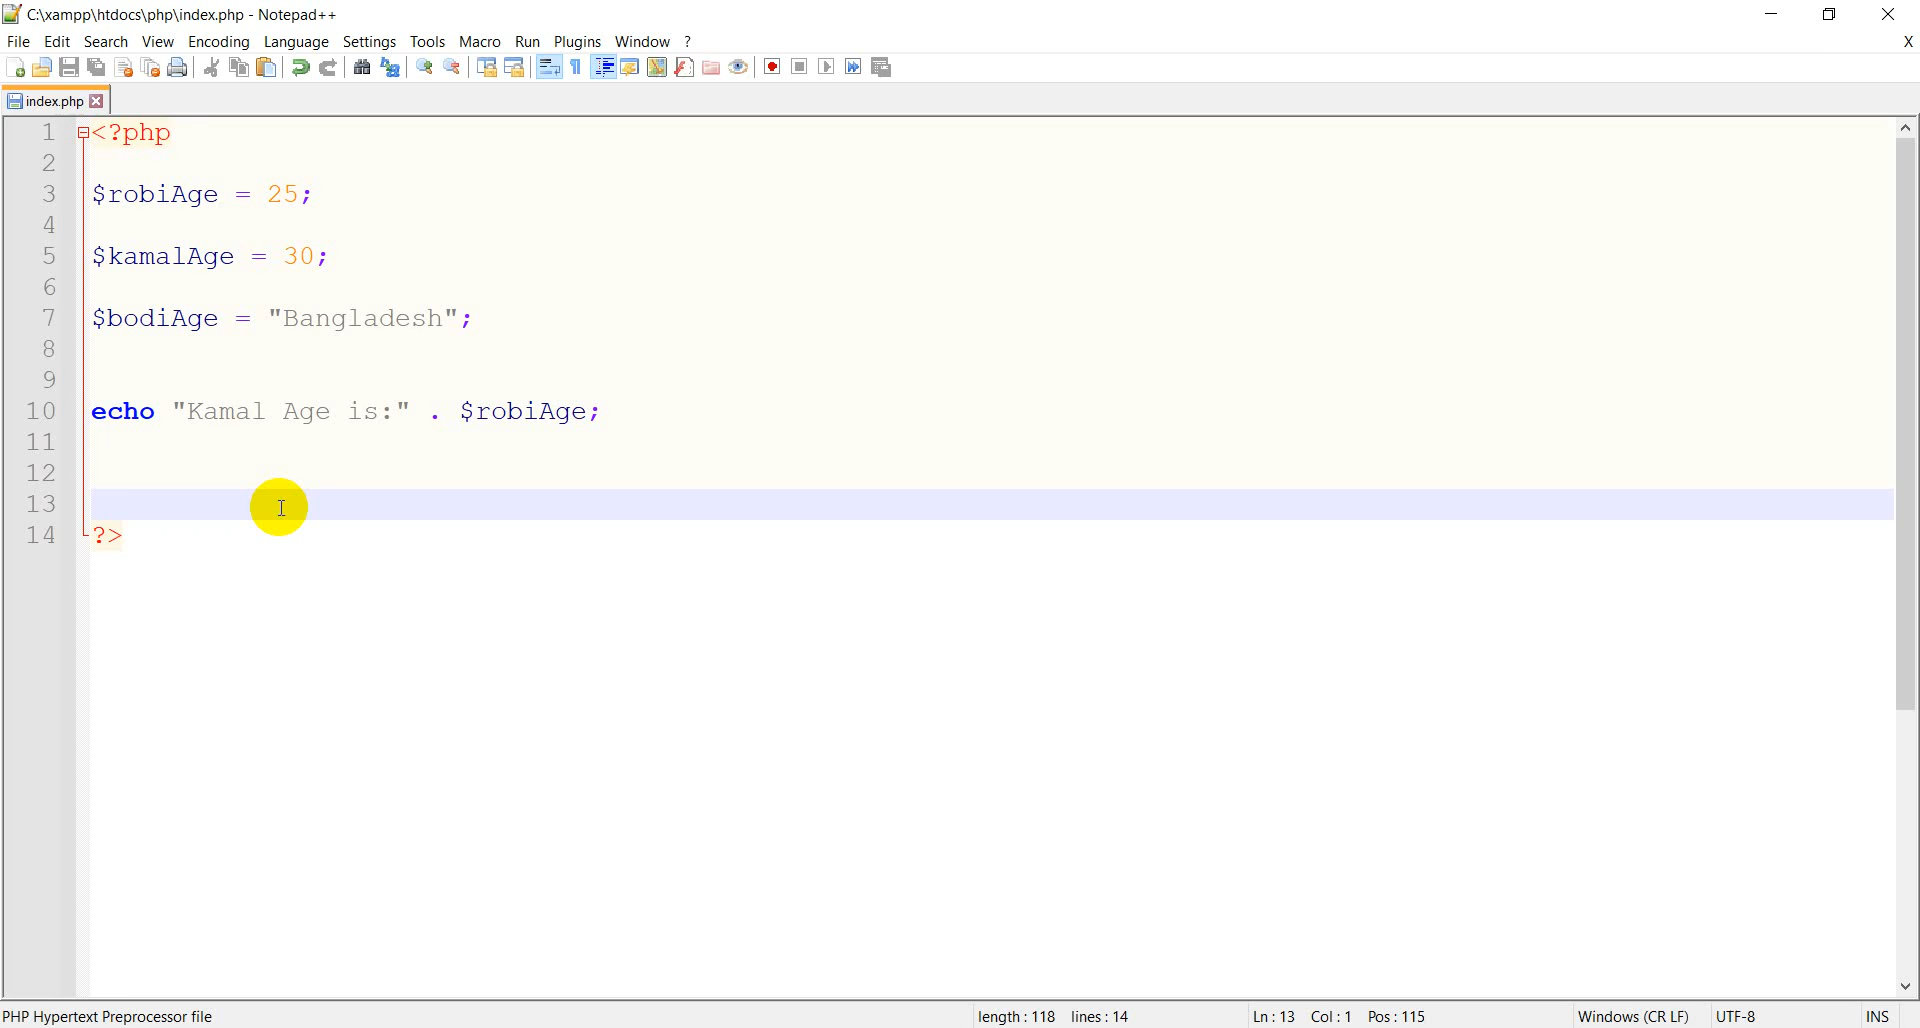 C:\xampp\htdocs\php\index.php - Notepad++
File Edit Search View Encoding Language Settings Tools Macro Run Plugins Window ? X
index.php
1 <?php
2
3 $robiAge = 25;
4
5 $kamalAge = 30;
6
7 $bodiAge = "Bangladesh";
8
9
10 echo "Kamal Age is:" . $robiAge;
11
12
13
14 ?>
PHP Hypertext Preprocessor file length : 118 lines : 14 Ln : 13 Col : 1 Pos : 115 Windows (CR LF) UTF-8 INS